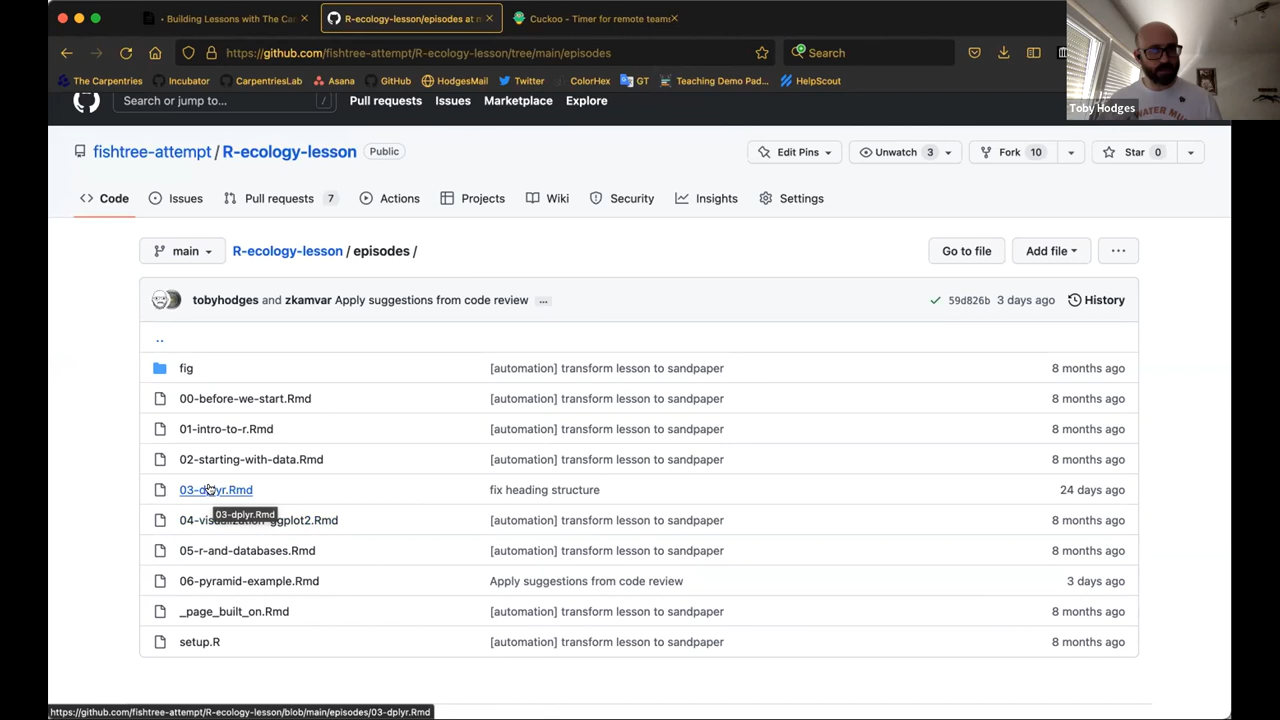 · Building Lessons with The Ca
R-ecology-lesson/episodes at
Cuckoo - Timer for remote teams
https://github.com/fishtree-attempt/R-ecology-lesson/tree/main/episodes
Search
The Carpentries
Incubator
CarpentriesLab
Asana
GitHub
HodgesMail
Twitter
ColorHex
GT
Teaching Demo Pad...
HelpScout
Toby Hodges
Search or jump to...
/
Pull requests
Issues
Marketplace
Explore
fishtree-attempt / R-ecology-lesson Public
Edit Pins
Unwatch 3
Fork 10
Star 0
Code
Issues
Pull requests 7
Actions
Projects
Wiki
Security
Insights
Settings
main
R-ecology-lesson / episodes /
Go to file
Add file
...
tobyhodges and zkamvar Apply suggestions from code review ...
59d826b 3 days ago
History
..
fig [automation] transform lesson to sandpaper 8 months ago
00-before-we-start.Rmd [automation] transform lesson to sandpaper 8 months ago
01-intro-to-r.Rmd [automation] transform lesson to sandpaper 8 months ago
02-starting-with-data.Rmd [automation] transform lesson to sandpaper 8 months ago
03-dplyr.Rmd fix heading structure 24 days ago
03-dplyr.Rmd
04-visualization-ggplot2.Rmd [automation] transform lesson to sandpaper 8 months ago
05-r-and-databases.Rmd [automation] transform lesson to sandpaper 8 months ago
06-pyramid-example.Rmd Apply suggestions from code review 3 days ago
_page_built_on.Rmd [automation] transform lesson to sandpaper 8 months ago
setup.R [automation] transform lesson to sandpaper 8 months ago
https://github.com/fishtree-attempt/R-ecology-lesson/blob/main/episodes/03-dplyr.Rmd